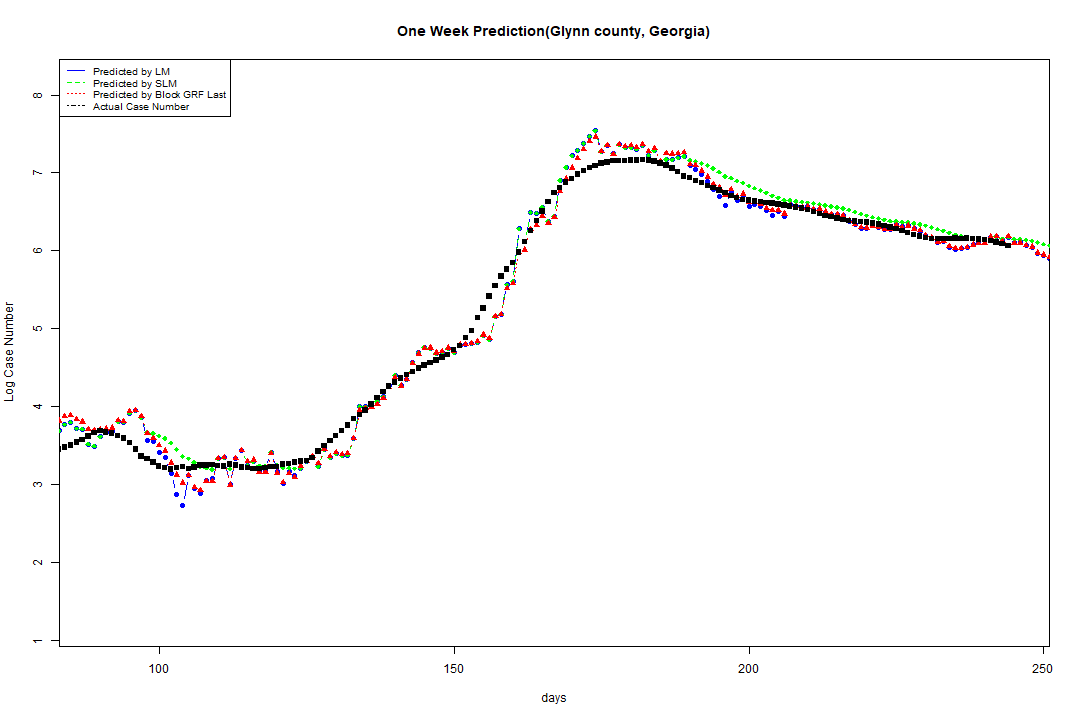 One Week Prediction(Glynn county, Georgia)
Predicted by LM
Predicted by SLM
Predicted by Block GRF Last
Actual Case Number
8
7
6
5
4
3
2
1
Log Case Number
100
150
200
250
days